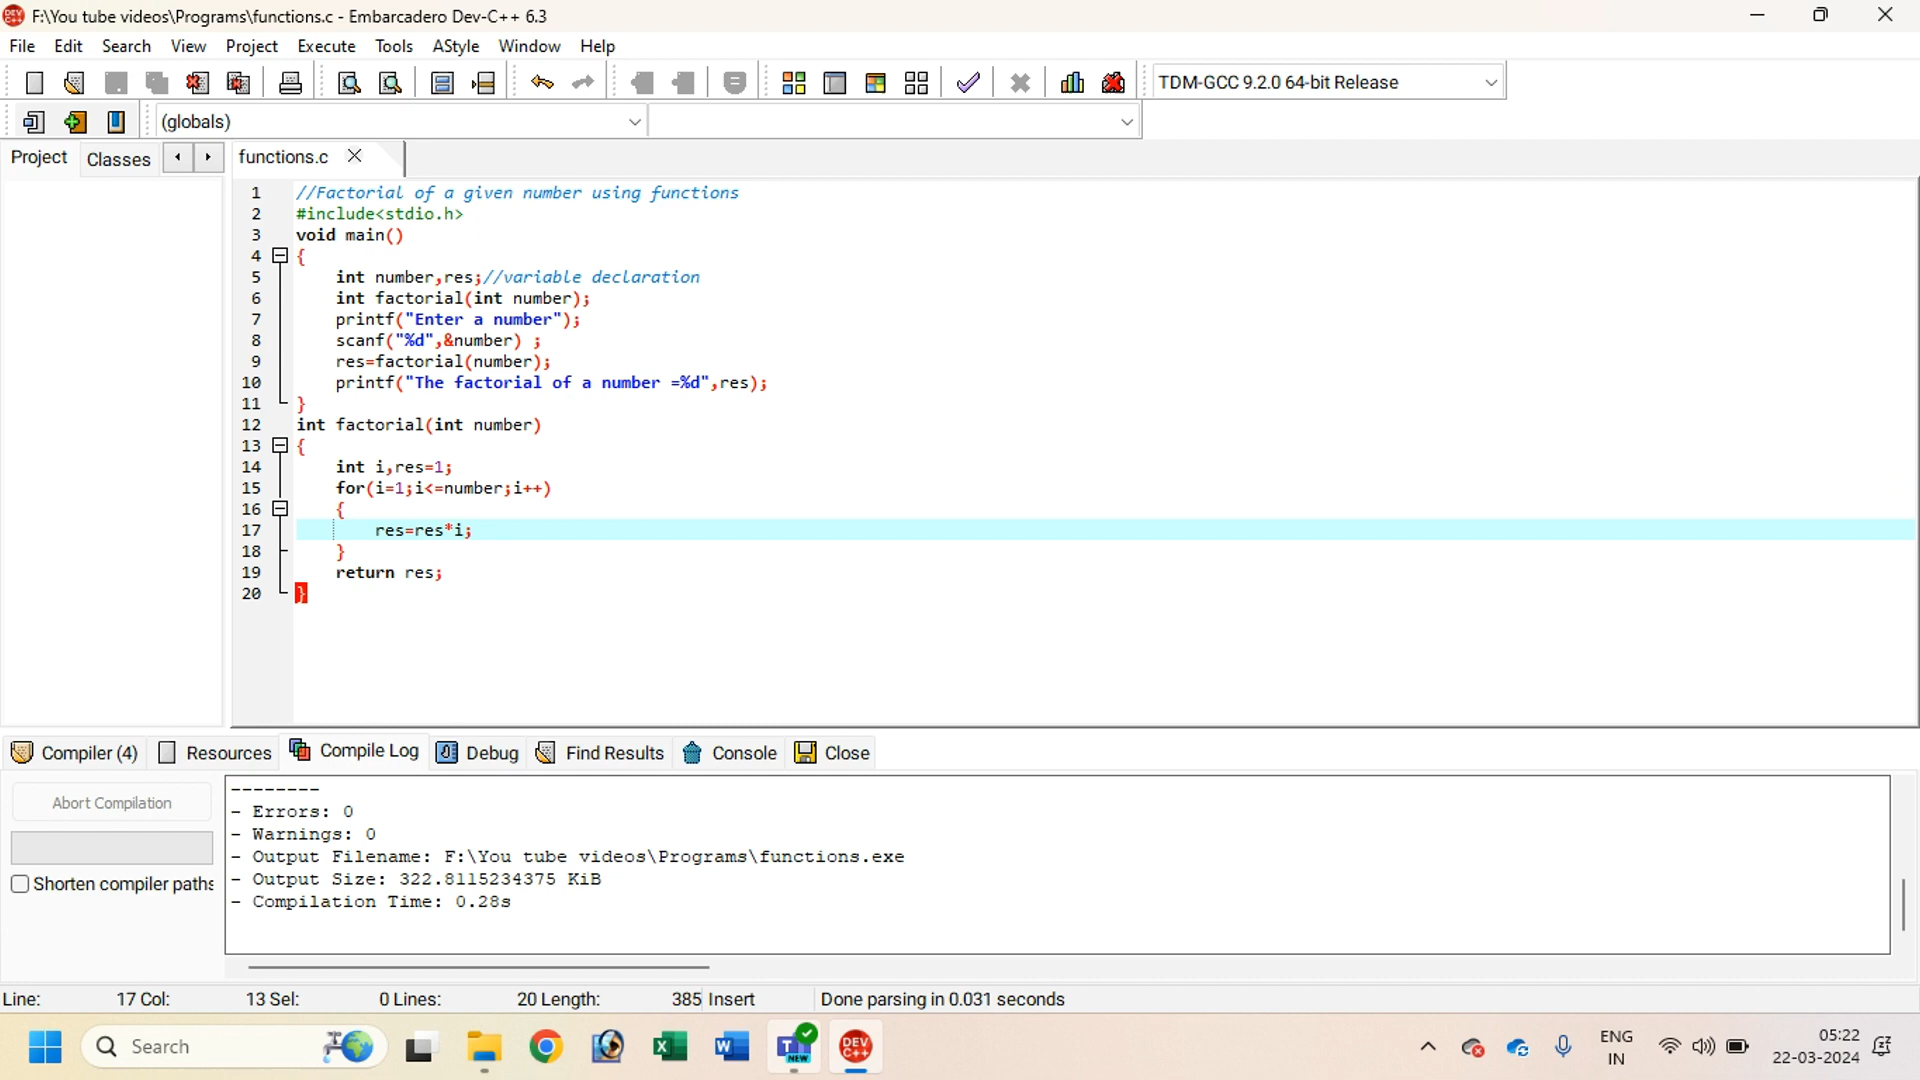 F:\You tube videos\Programs\functions.c - Embarcadero Dev-C++ 6.3
File Edit Search View Project Execute Tools AStyle Window Help
TDM-GCC 9.2.0 64-bit Release
(globals)
Project Classes functions.c
1 //Factorial of a given number using functions
2 #include<stdio.h>
3 void main()
4 {
5 int number,res;//variable declaration
6 int factorial(int number);
7 printf("Enter a number");
8 scanf("%d",&number) ;
9 res=factorial(number);
10 printf("The factorial of a number =%d",res);
11 }
12 int factorial(int number)
13 {
14 int i,res=1;
15 for(i=1;i<=number;i++)
16 {
17 res=res*i;
18 }
19 return res;
20 }
Compiler (4) Resources Compile Log Debug Find Results Console Close
Abort Compilation
Shorten compiler paths
--------
- Errors: 0
- Warnings: 0
- Output Filename: F:\You tube videos\Programs\functions.exe
- Output Size: 322.8115234375 KiB
- Compilation Time: 0.28s
Line: 17 Col: 13 Sel: 0 Lines: 20 Length: 385 Insert Done parsing in 0.031 seconds
Search
NEW
DEV C++
ENG
IN
05:22
22-03-2024